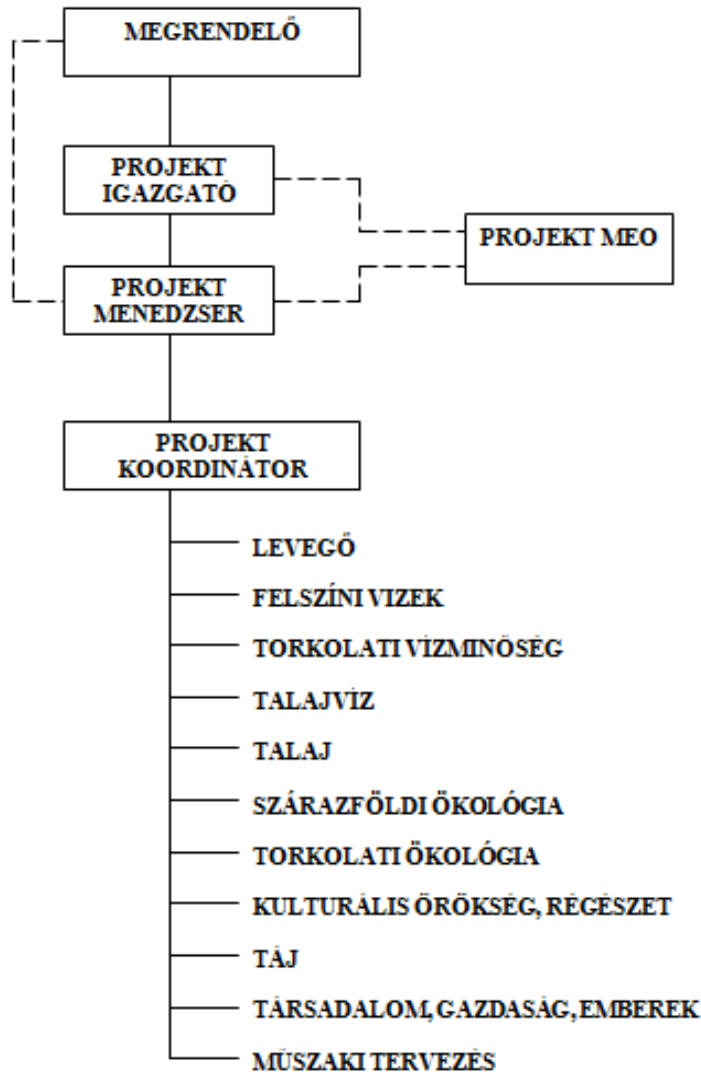 MEGRENDELŐ
PROJEKT
IGAZGATÓ
PROJEKT MEO
PROJEKT
MENEDZSER
PROJEKT
KOORDINÁTOR
LEVEGŐ
FELSZÍNI VIZEK
TORKOLATI VÍZMINŐSÉG
TALAJVÍZ
TALAJ
SZÁRAZFÖLDI ÖKOLÓGIA
TORKOLATI ÖKOLÓGIA
KULTURÁLIS ÖRÖKSÉG, RÉGÉSZET
TÁJ
TÁRSADALOM, GAZDASÁG, EMBEREK
MŰSZAKI TERVEZÉS